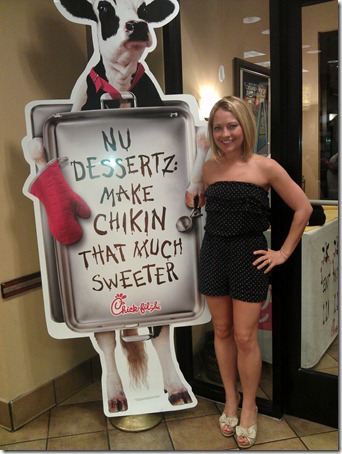 NU
DESSERTZ:
MAKE
CHIKIN
THAT MUCH
SWEETER
Chick-fil-A